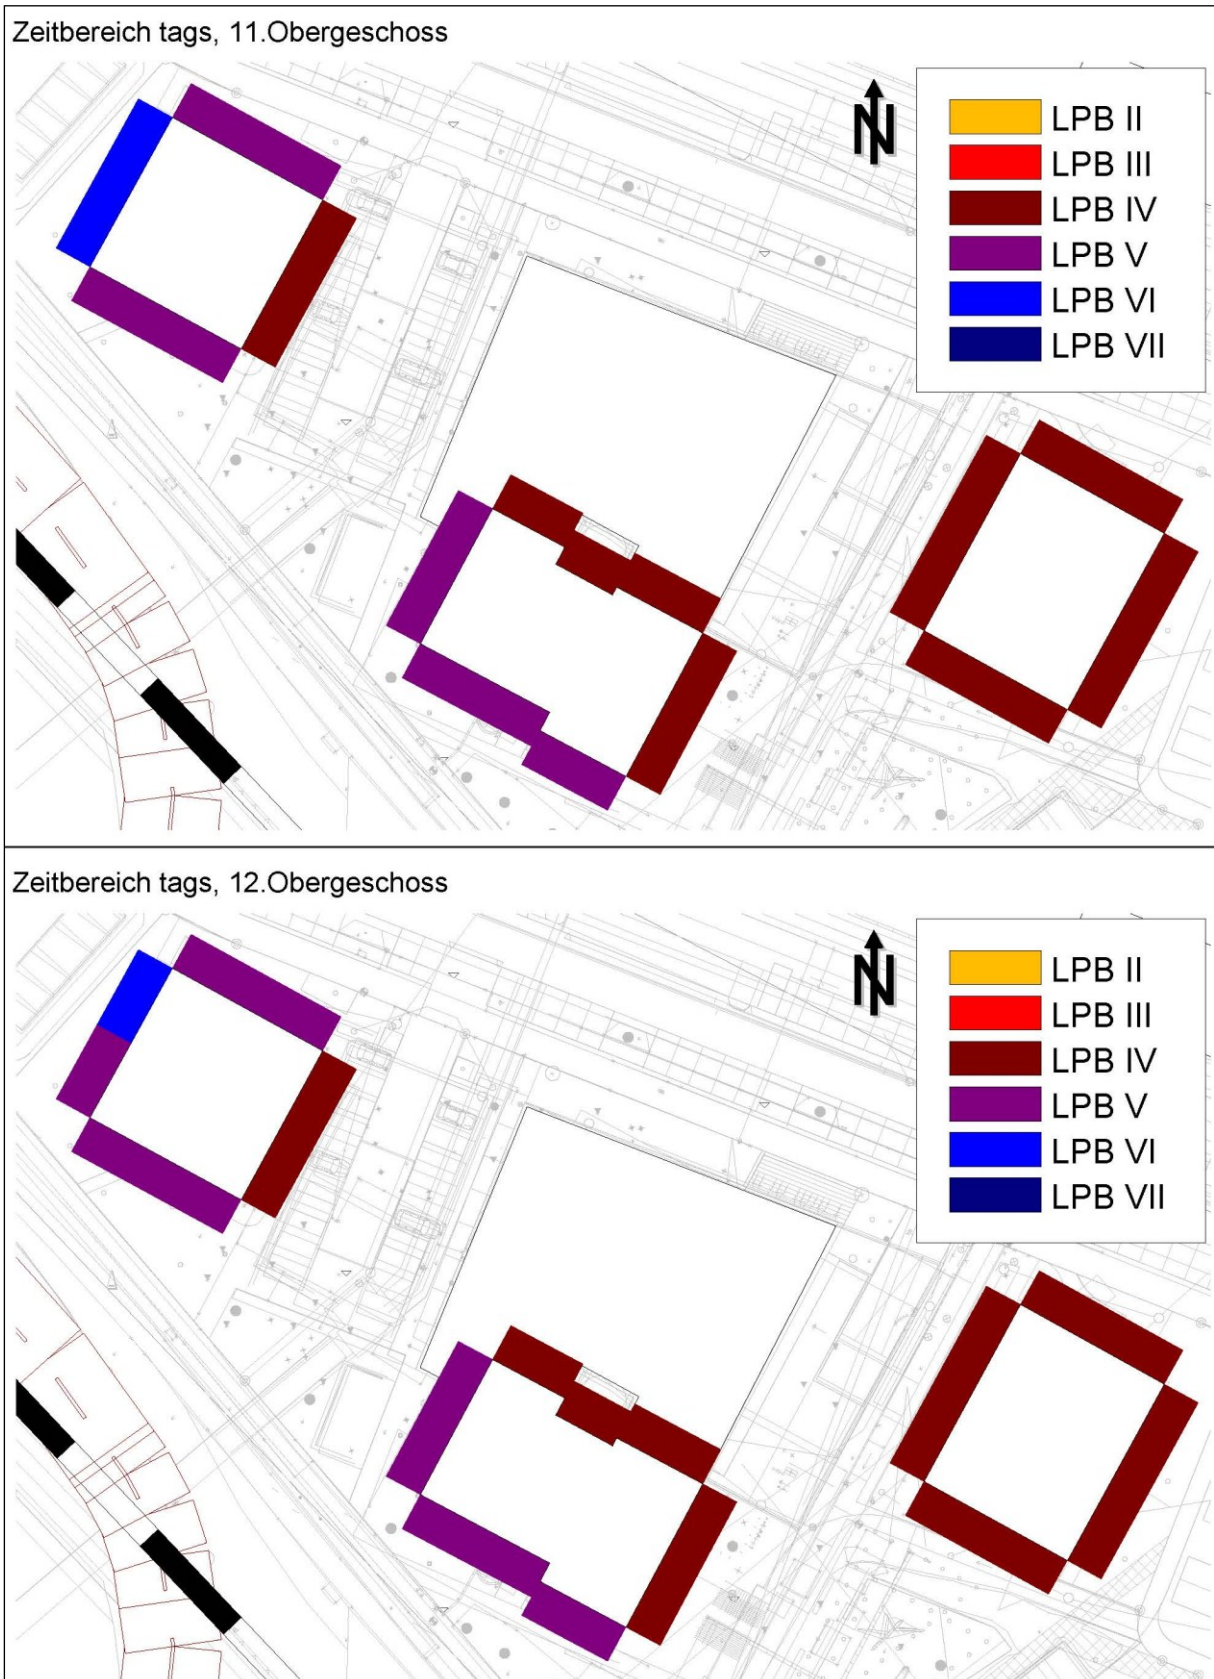 Zeitbereich tags, 11.Obergeschoss
N
LPB II
LPB III
LPB IV
LPB V
LPB VI
LPB VII
Zeitbereich tags, 12.Obergeschoss
N
LPB II
LPB III
LPB IV
LPB V
LPB VI
LPB VII